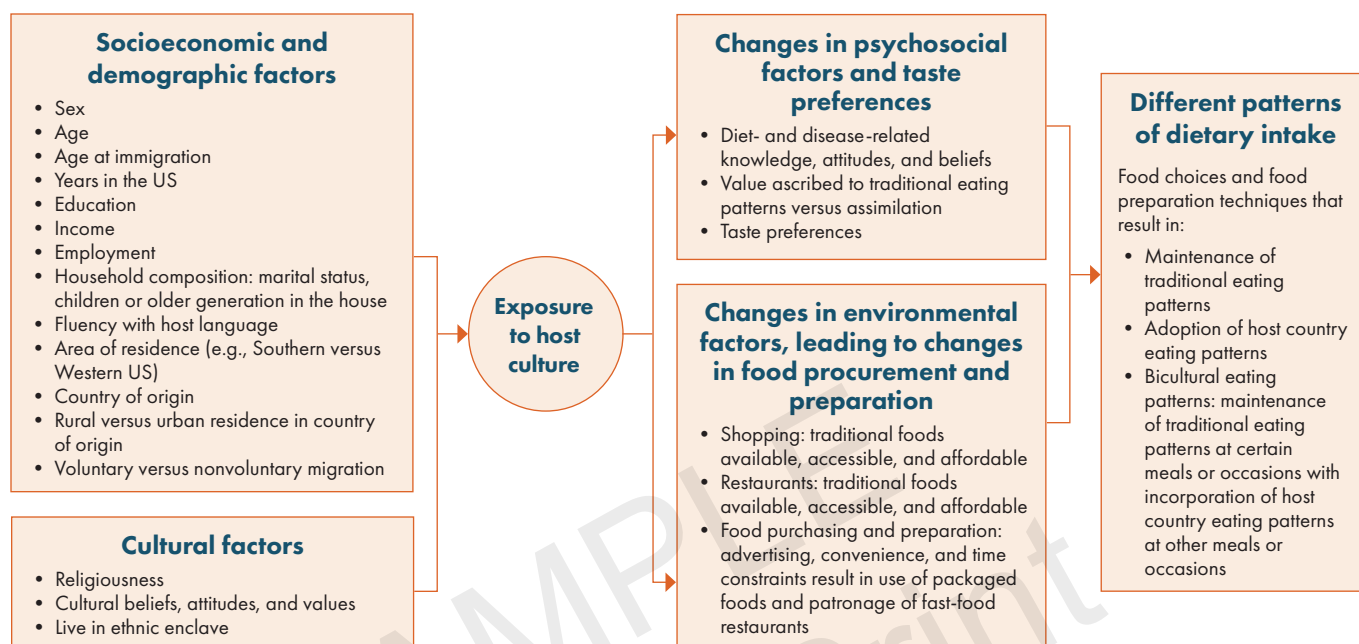 Socioeconomic and
demographic factors
• Sex
• Age
• Age at immigration
• Years in the US
• Education
• Income
• Employment
• Household composition: marital status,
children or older generation in the house
• Fluency with host language
• Area of residence (e.g., Southern versus
Western US)
• Country of origin
• Rural versus urban residence in country
of origin
• Voluntary versus nonvoluntary migration
Cultural factors
• Religiousness
• Cultural beliefs, attitudes, and values
• Live in ethnic enclave
Exposure
to host
culture
Changes in psychosocial
factors and taste
preferences
• Diet- and disease-related
knowledge, attitudes, and beliefs
• Value ascribed to traditional eating
patterns versus assimilation
• Taste preferences
Changes in environmental
factors, leading to changes
in food procurement and
preparation
• Shopping: traditional foods
available, accessible, and affordable
• Restaurants: traditional foods
available, accessible, and affordable
• Food purchasing and preparation:
advertising, convenience, and time
constraints result in use of packaged
foods and patronage of fast-food
restaurants
Different patterns
of dietary intake
Food choices and food
preparation techniques that
result in:
• Maintenance of
traditional eating
patterns
• Adoption of host country
eating patterns
• Bicultural eating
patterns: maintenance
of traditional eating
patterns at certain
meals or occasions with
incorporation of host
country eating patterns
at other meals or
occasions